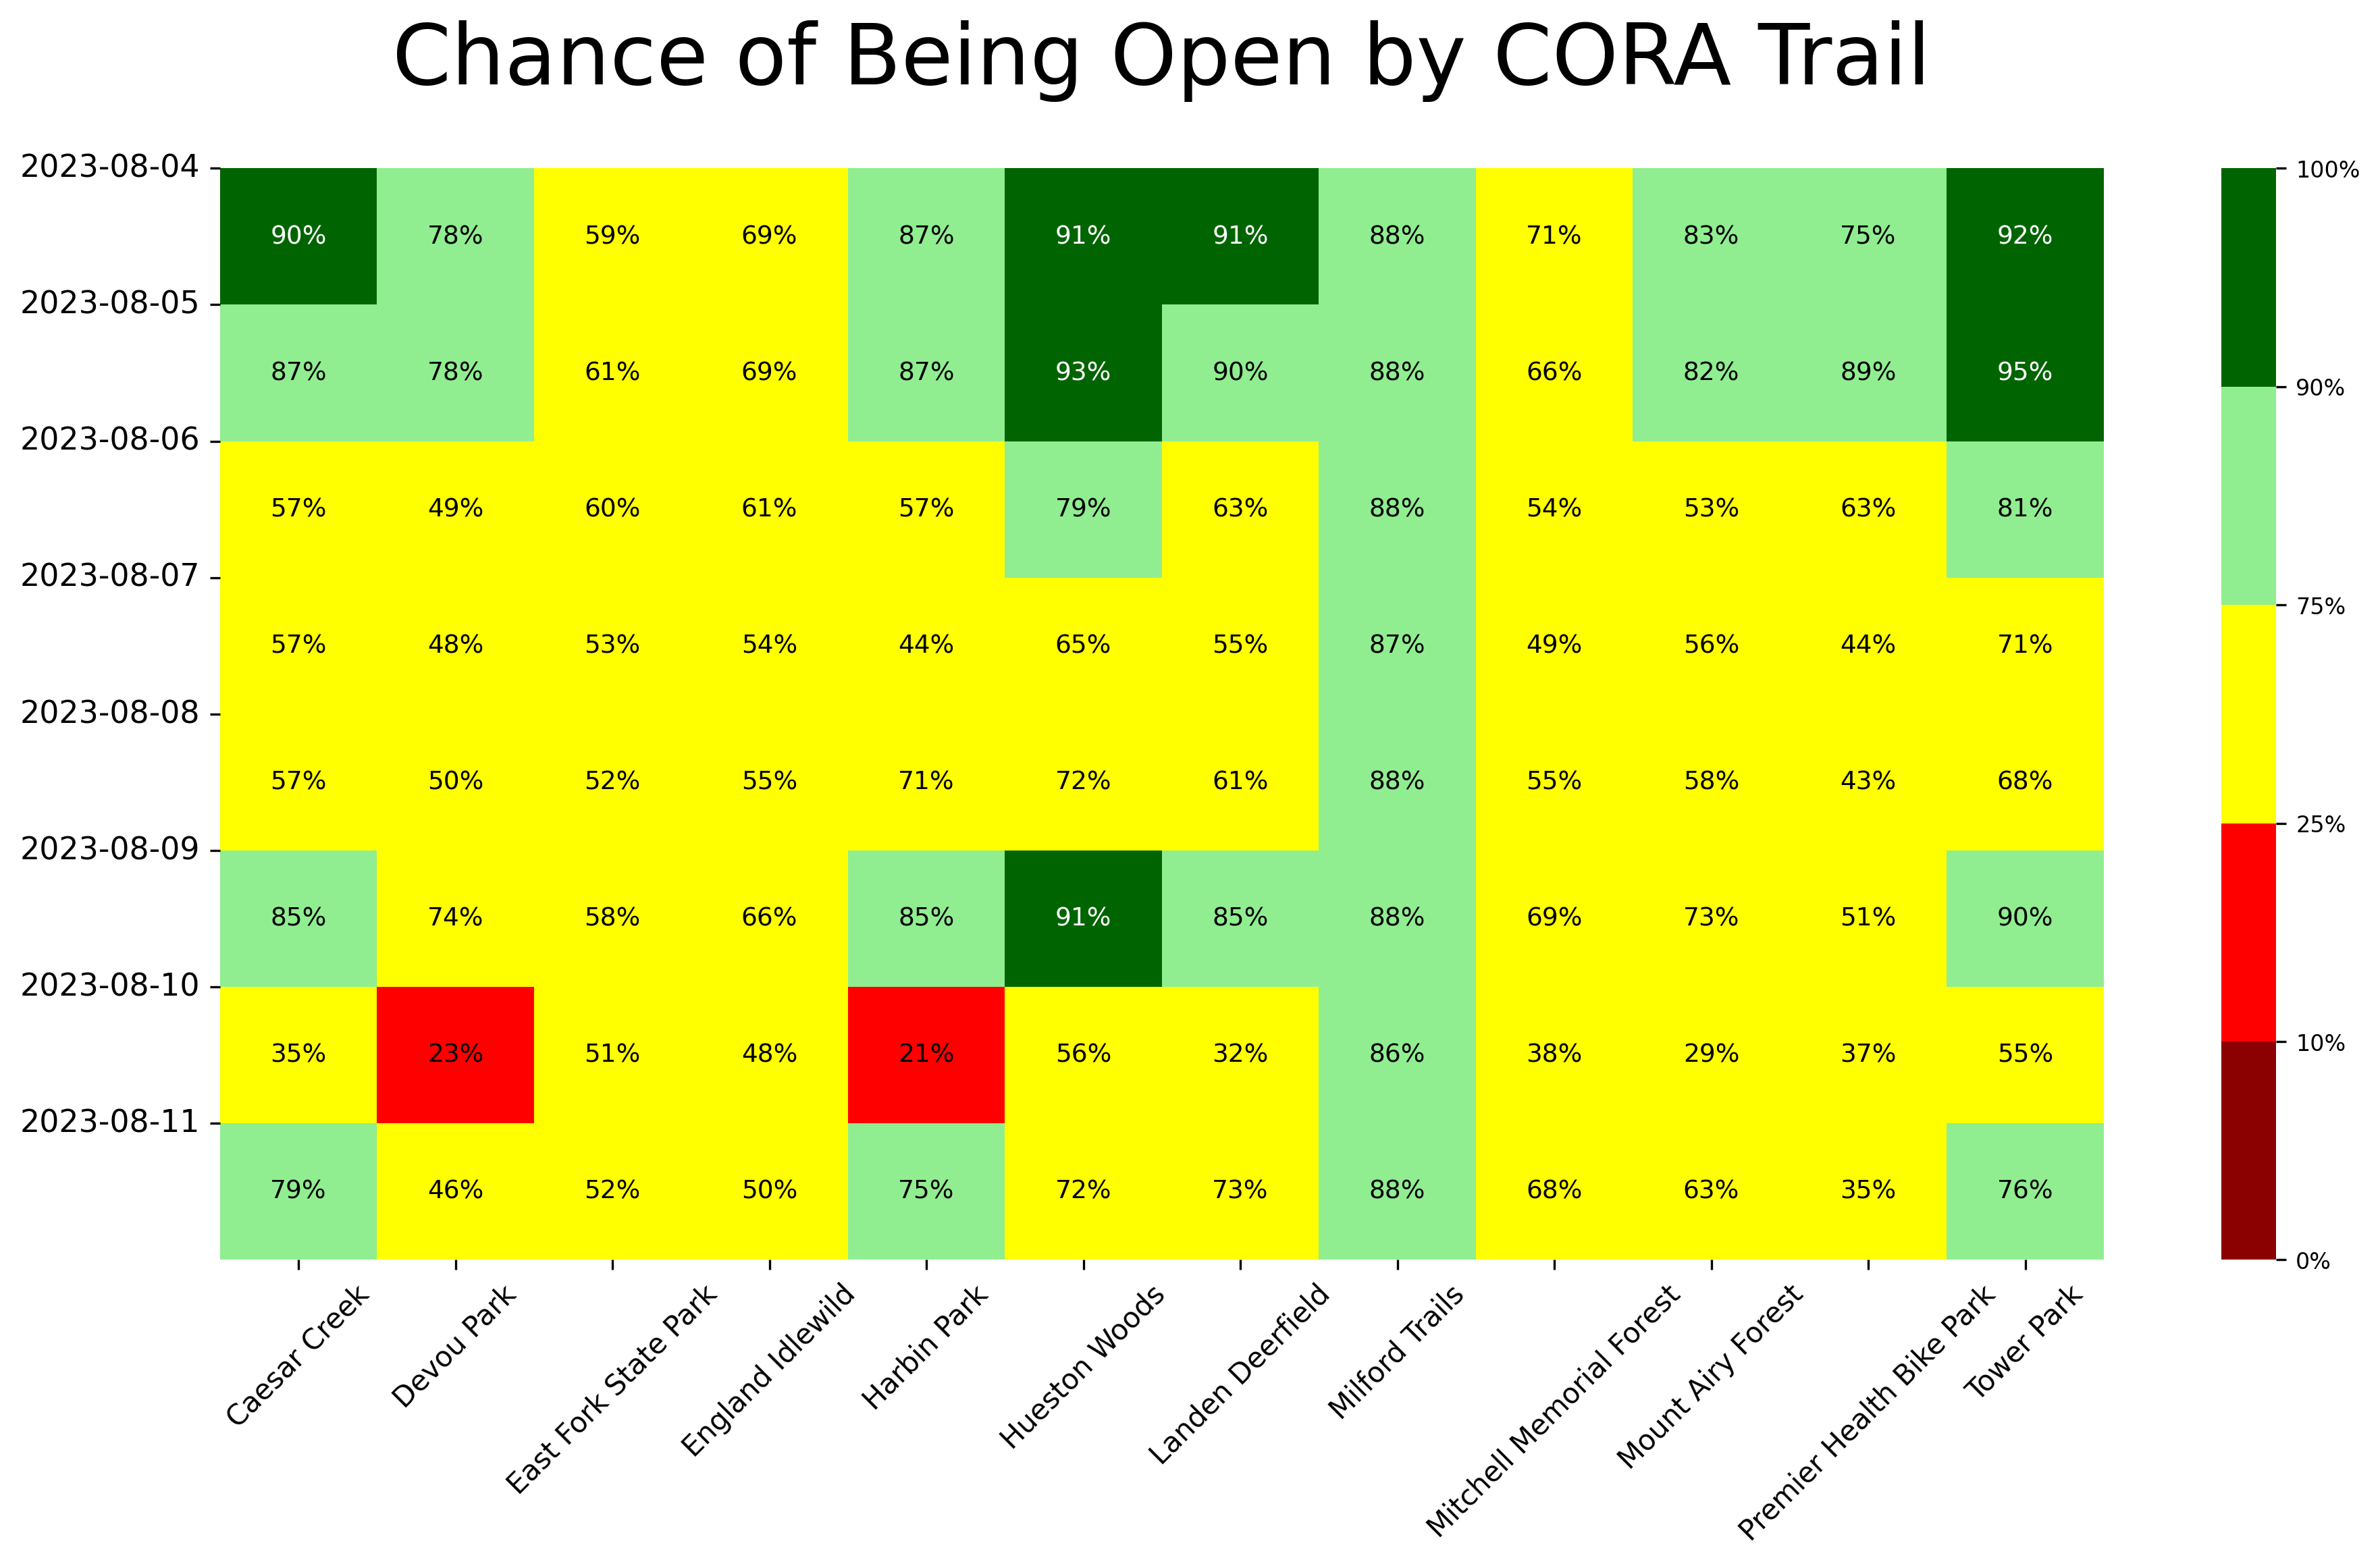 Chance of Being Open by CORA Trail
2023-08-04
90% 78% 59% 69% 87% 91% 91% 88% 71% 83% 75% 92%
2023-08-05
87% 78% 61% 69% 87% 93% 90% 88% 66% 82% 89% 95%
2023-08-06
57% 49% 60% 61% 57% 79% 63% 88% 54% 53% 63% 81%
2023-08-07
57% 48% 53% 54% 44% 65% 55% 87% 49% 56% 44% 71%
2023-08-08
57% 50% 52% 55% 71% 72% 61% 88% 55% 58% 43% 68%
2023-08-09
85% 74% 58% 66% 85% 91% 85% 88% 69% 73% 51% 90%
2023-08-10
35% 23% 51% 48% 21% 56% 32% 86% 38% 29% 37% 55%
2023-08-11
79% 46% 52% 50% 75% 72% 73% 88% 68% 63% 35% 76%
Caesar Creek
Devou Park
East Fork State Park
England Idlewild
Harbin Park
Hueston Woods
Landen Deerfield
Milford Trails
Mitchell Memorial Forest
Mount Airy Forest
Premier Health Bike Park
Tower Park
100%
90%
75%
25%
10%
0%